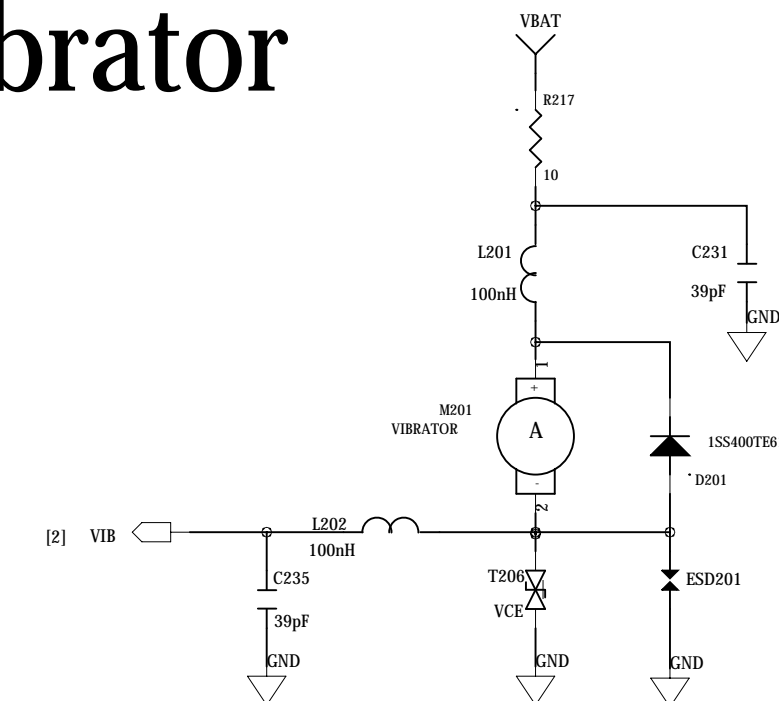 brator
VBAT
R217
10
L201
100nH
C231
39pF
GND
1
+
M201
VIBRATOR
A
1SS400TE6
D201
-
2
[2]
VIB
L202
100nH
C235
39pF
T206
VCE
ESD201
GND
GND
GND